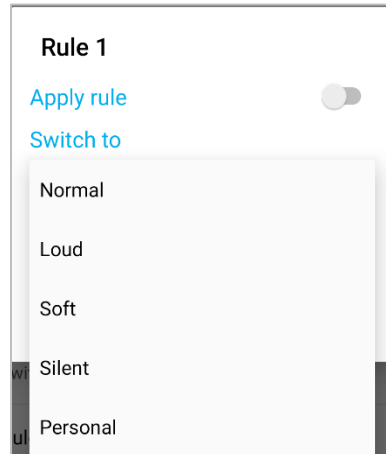 Rule 1
Apply rule
Switch to
Normal
Loud
Soft
Silent
Personal